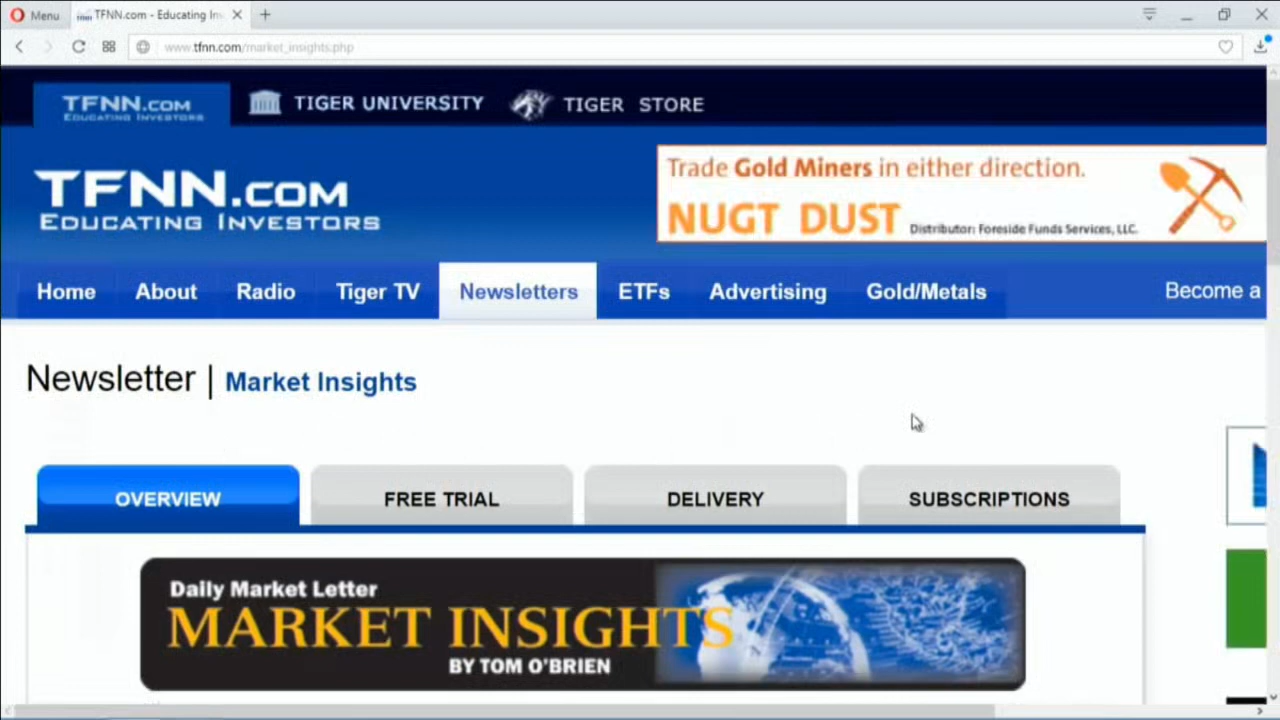 Menu
TFNN.com - Educating In
www.tfnn.com/market_insights.php
TFNN.COM
EDUCATING INVESTORS
TIGER UNIVERSITY
TIGER STORE
TFNN.COM
EDUCATING INVESTORS
Trade Gold Miners in either direction.
NUGT DUST Distributor: Foreside Funds Services, LLC.
Home About Radio Tiger TV Newsletters ETFs Advertising Gold/Metals Become a
Newsletter | Market Insights
OVERVIEW FREE TRIAL DELIVERY SUBSCRIPTIONS
Daily Market Letter
MARKET INSIGHTS
BY TOM O'BRIEN